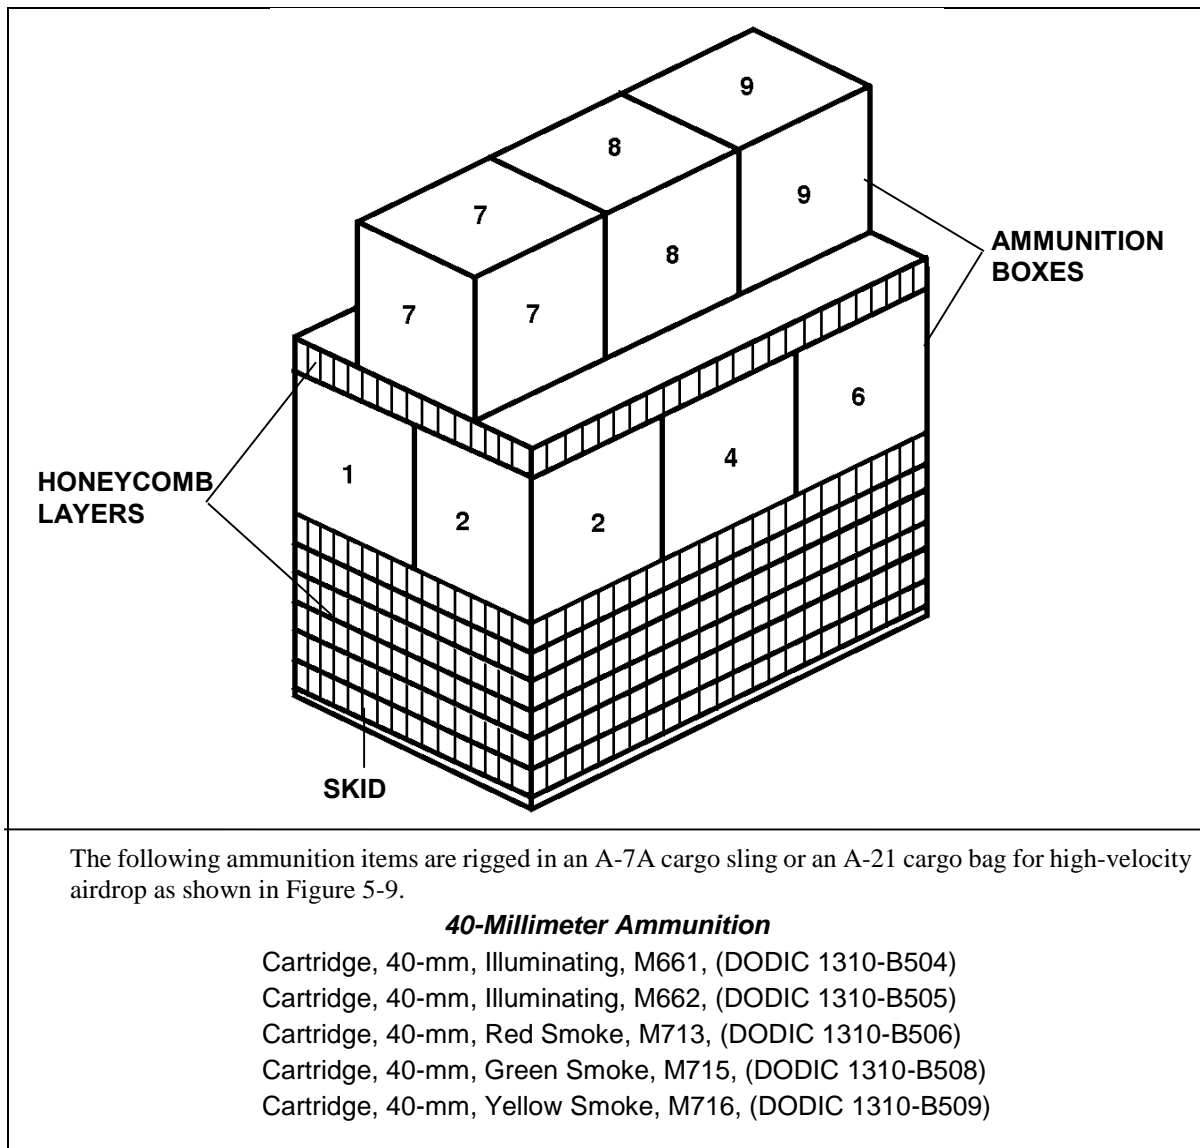 9
8
7
9
8
7
7
AMMUNITION
BOXES
6
4
1
2
2
HONEYCOMB
LAYERS
SKID
The following ammunition items are rigged in an A-7A cargo sling or an A-21 cargo bag for high-velocity
airdrop as shown in Figure 5-9.
40-Millimeter Ammunition
Cartridge, 40-mm, Illuminating, M661, (DODIC 1310-B504)
Cartridge, 40-mm, Illuminating, M662, (DODIC 1310-B505)
Cartridge, 40-mm, Red Smoke, M713, (DODIC 1310-B506)
Cartridge, 40-mm, Green Smoke, M715, (DODIC 1310-B508)
Cartridge, 40-mm, Yellow Smoke, M716, (DODIC 1310-B509)